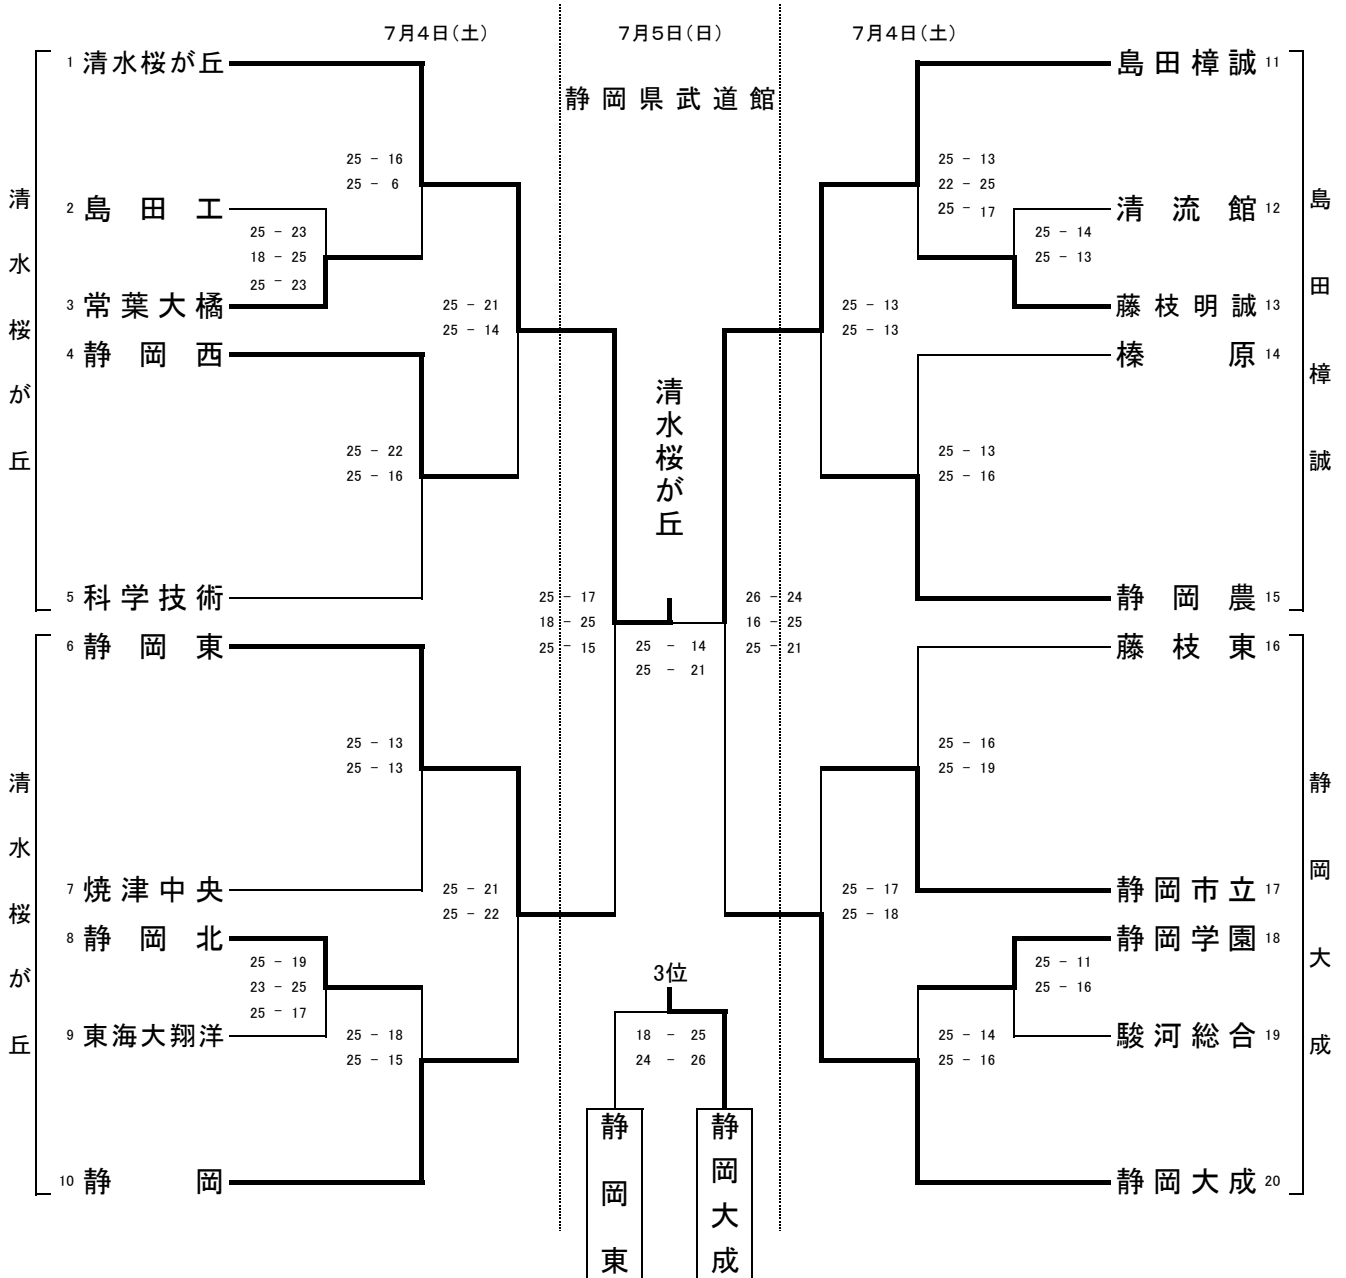 7月4日(土) 7月5日(日) 7月4日(土)
静岡県武道館
清水桜が丘
1 清水桜が丘
25 - 16
25 - 6
2 島田工
25 - 23
18 - 25
25 - 23
3 常葉大橘
25 - 21
25 - 14
4 静岡西
25 - 22
25 - 16
5 科学技術
清水桜が丘
6 静岡東
25 - 13
25 - 13
7 焼津中央
25 - 21
25 - 22
8 静岡北
25 - 19
23 - 25
25 - 17
9 東海大翔洋
25 - 18
25 - 15
10 静岡
清水桜が丘
25 - 17
18 - 25
25 - 15
25 - 14
25 - 21
26 - 24
16 - 25
25 - 21
3位
18 - 25
24 - 26
静岡東
静岡大成
島田樟誠 11
25 - 13
22 - 25
25 - 17
清流館 12
25 - 14
25 - 13
藤枝明誠 13
25 - 13
25 - 13
榛原 14
25 - 13
25 - 16
静岡農 15
島田樟誠
藤枝東 16
25 - 16
25 - 19
静岡市立 17
25 - 17
25 - 18
静岡学園 18
25 - 11
25 - 16
駿河総合 19
25 - 14
25 - 16
静岡大成 20
静岡大成